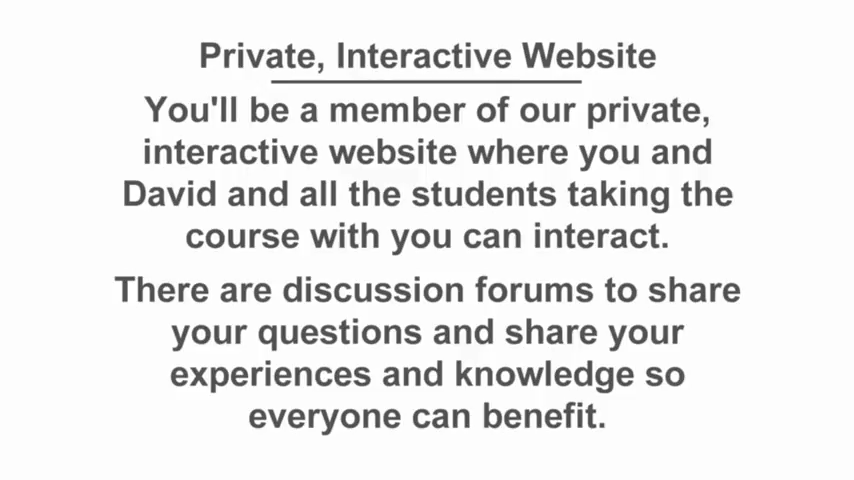 Private, Interactive Website
You'll be a member of our private,
interactive website where you and
David and all the students taking the
course with you can interact.
There are discussion forums to share
your questions and share your
experiences and knowledge so
everyone can benefit.